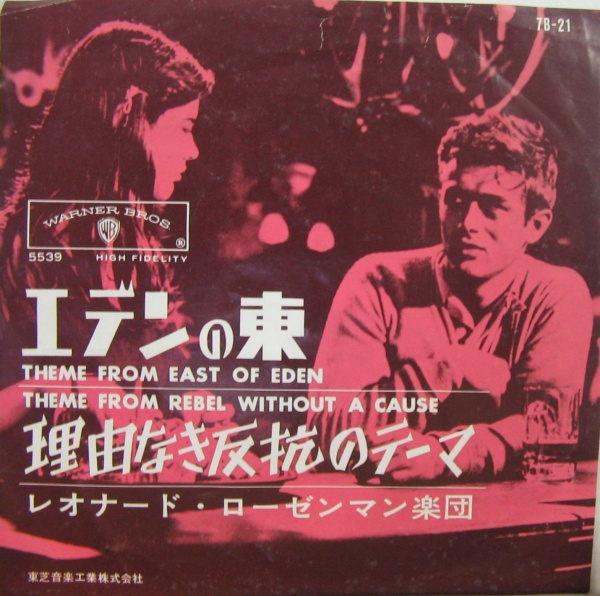 7B-21
WARNER BROS.
WB
®
5539 HIGH FIDELITY
エデンの東
THEME FROM EAST OF EDEN
THEME FROM REBEL WITHOUT A CAUSE
理由なき反抗のテーマ
レオナード・ローゼンマン楽団
東芝音楽工業株式会社